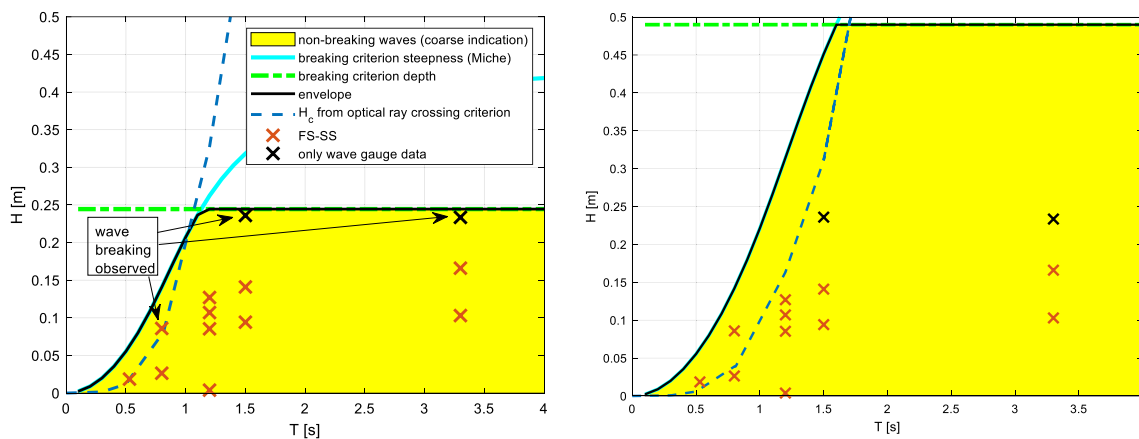 0.5
0.45
0.4
0.35
0.3
0.25
0.2
0.15
0.1
0.05
0
H [m]
0 0.5 1 1.5 2 2.5 3 3.5 4
T [s]
non-breaking waves (coarse indication)
breaking criterion steepness (Miche)
breaking criterion depth
envelope
H_c from optical ray crossing criterion
FS-SS
only wave gauge data
wave
breaking
observed
0.5
0.45
0.4
0.35
0.3
0.25
0.2
0.15
0.1
0.05
0
H [m]
0 0.5 1 1.5 2 2.5 3 3.5
T [s]